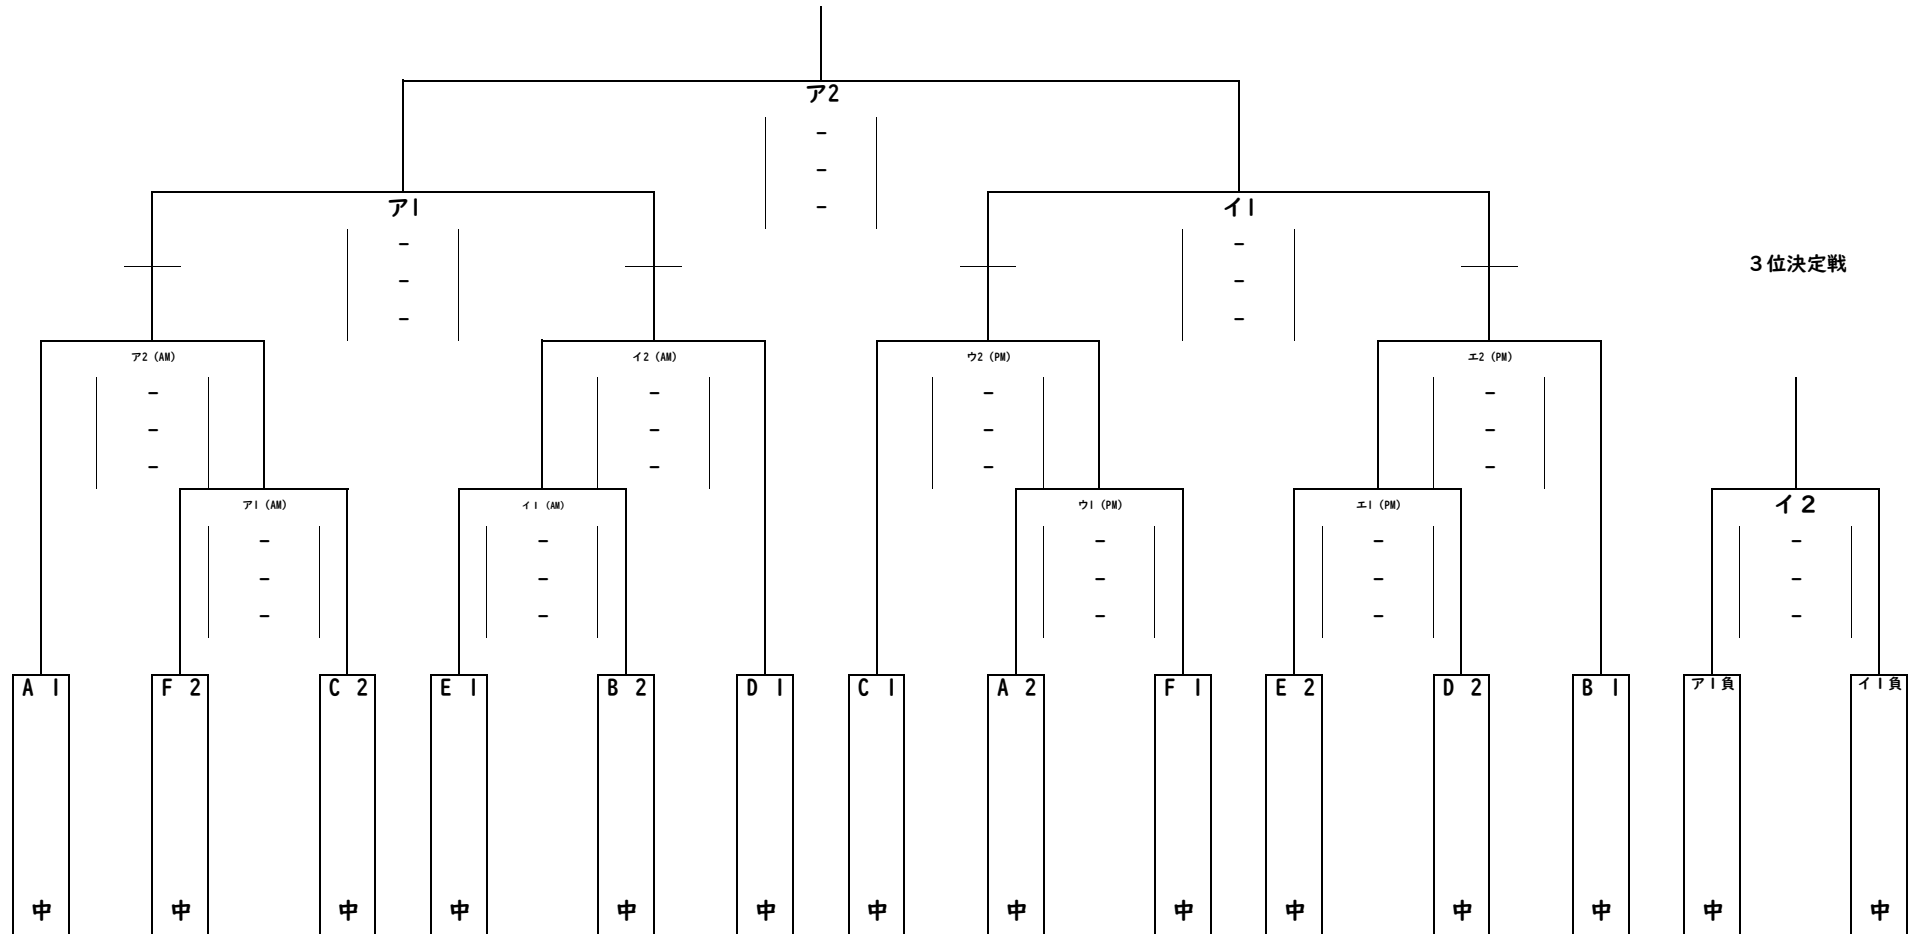 ア2
-
-
-
ア1 イ1
- -
- -
- -
３位決定戦
ア2 (AM) イ2 (AM) ウ2 (PM) エ2 (PM)
- - - -
- - - -
- - - -
ア1 (AM) イ1 (AM) ウ1 (PM) エ1 (PM) イ２
- - - - -
- - - - -
- - - - -
A 1 F 2 C 2 E 1 B 2 D 1 C 1 A 2 F 1 E 2 D 2 B 1 ア１負 イ１負
中 中 中 中 中 中 中 中 中 中 中 中 中 中